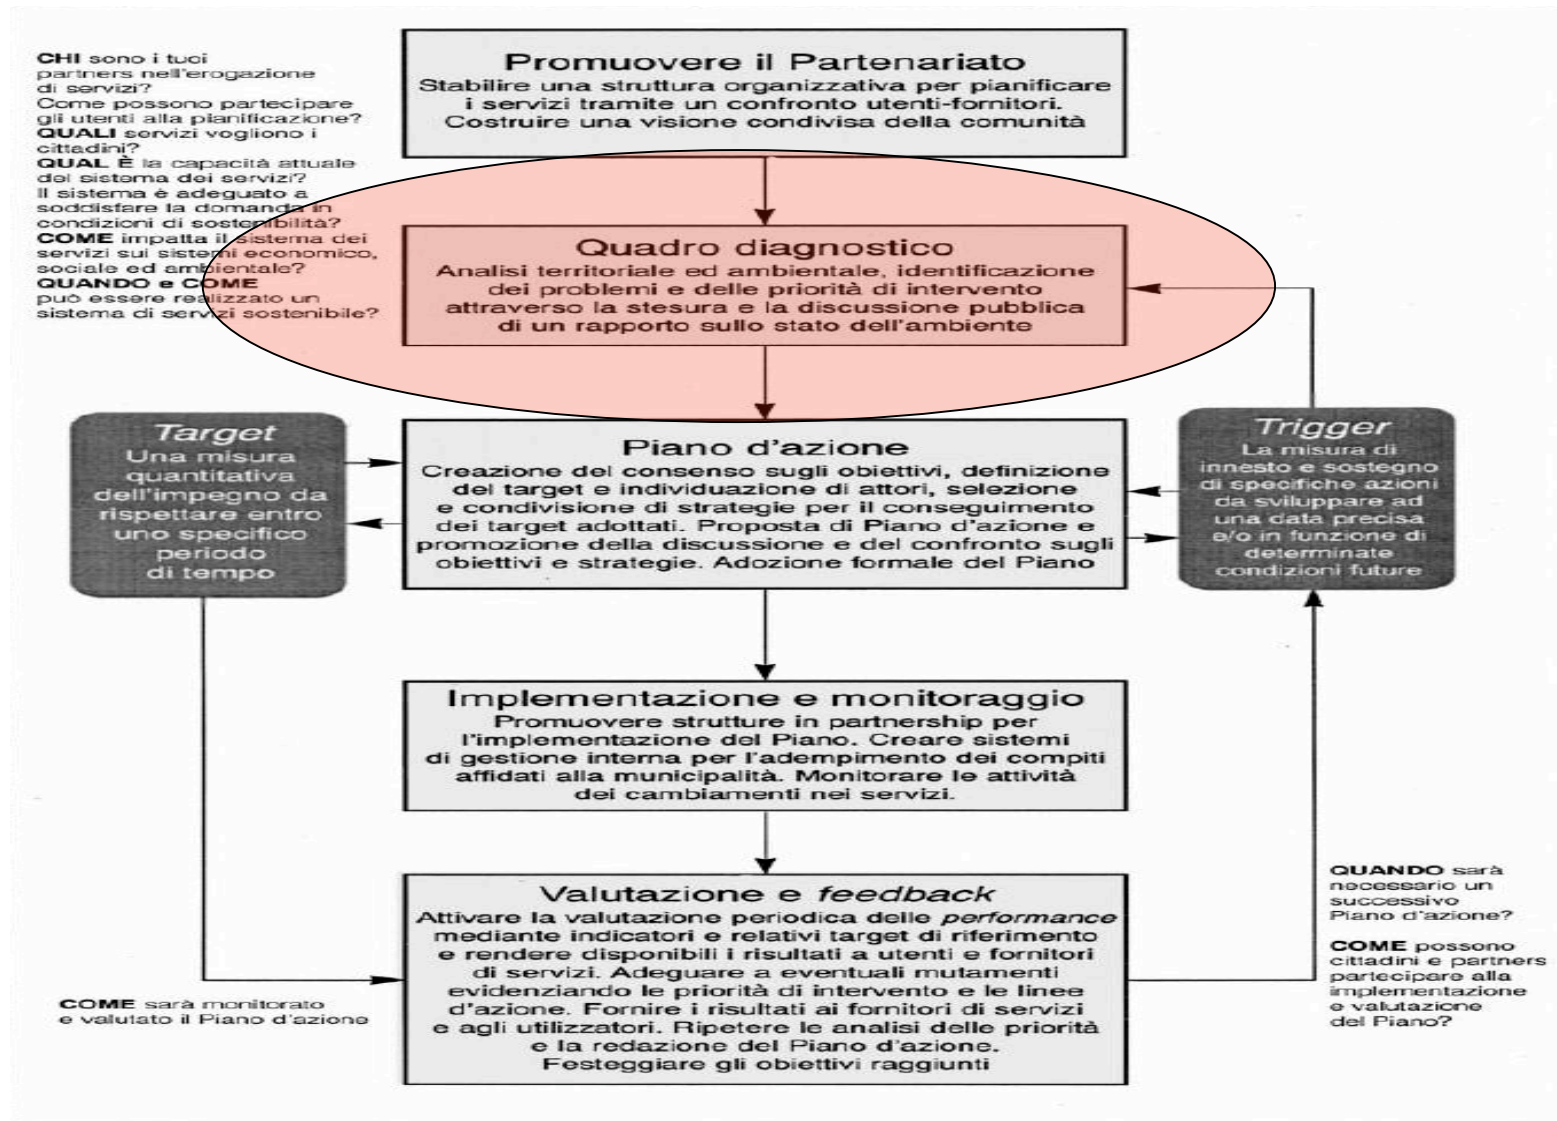 CHI sono i tuoi
partners nell'erogazione
di servizi?
Come possono partecipare
gli utenti alla pianificazione?
QUALI servizi vogliono i
cittadini?
QUAL È la capacità attuale
del sistema dei servizi?
Il sistema è adeguato a
soddisfare la domanda in
condizioni di sostenibilità?
COME impatta il sistema dei
servizi sui sistemi economico,
sociale ed ambientale?
QUANDO e COME
può essere realizzato un
sistema di servizi sostenibile?
Promuovere il Partenariato
Stabilire una struttura organizzativa per pianificare
i servizi tramite un confronto utenti-fornitori.
Costruire una visione condivisa della comunità
Quadro diagnostico
Analisi territoriale ed ambientale, identificazione
dei problemi e delle priorità di intervento
attraverso la stesura e la discussione pubblica
di un rapporto sullo stato dell'ambiente
Target
Una misura
quantitativa
dell'impegno da
rispettare entro
uno specifico
periodo
di tempo
Piano d'azione
Creazione del consenso sugli obiettivi, definizione
del target e individuazione di attori, selezione
e condivisione di strategie per il conseguimento
dei target adottati. Proposta di Piano d'azione e
promozione della discussione e del confronto sugli
obiettivi e strategie. Adozione formale del Piano
Trigger
La misura di
innesto e sostegno
di specifiche azioni
da sviluppare ad
una data precisa
e/o in funzione di
determinate
condizioni future
Implementazione e monitoraggio
Promuovere strutture in partnership per
l'implementazione del Piano. Creare sistemi
di gestione interna per l'adempimento dei compiti
affidati alla municipalità. Monitorare le attività
dei cambiamenti nei servizi.
Valutazione e feedback
Attivare la valutazione periodica delle performance
mediante indicatori e relativi target di riferimento
e rendere disponibili i risultati a utenti e fornitori
di servizi. Adeguare a eventuali mutamenti
evidenziando le priorità di intervento e le linee
d'azione. Fornire i risultati ai fornitori di servizi
e agli utilizzatori. Ripetere le analisi delle priorità
e la redazione del Piano d'azione.
Festeggiare gli obiettivi raggiunti
COME sarà monitorato
e valutato il Piano d'azione
QUANDO sarà
necessario un
successivo
Piano d'azione?
COME possono
cittadini e partners
partecipare alla
implementazione
e valutazione
del Piano?